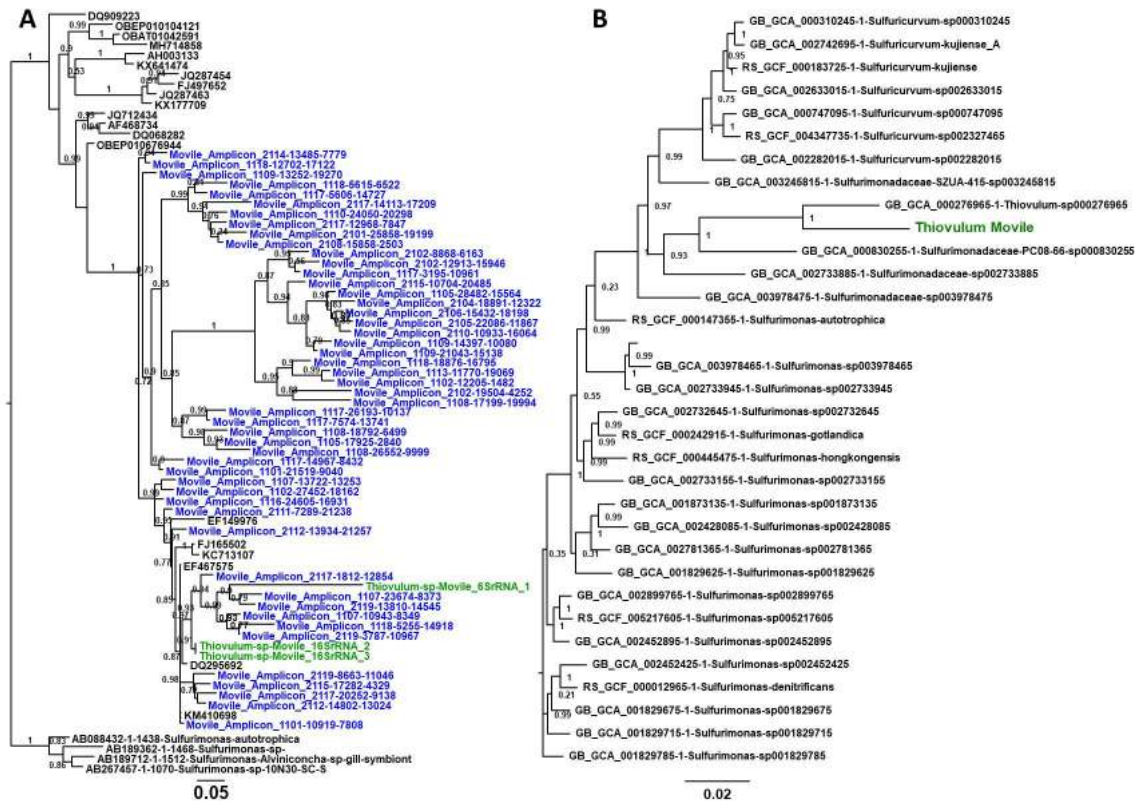 A
DQ909223
OBEP010104121
OBAT01042591
MH714858
AH003133
KX641474
JQ287454
FJ497652
JQ287463
KX177709
JQ712434
AF468734
DQ068282
OBEP010676944
Movile_Amplicon_2114-13485-7779
Movile_Amplicon_1118-12702-17122
Movile_Amplicon_1109-13252-19270
Movile_Amplicon_1118-5615-6522
Movile_Amplicon_1117-5606-14727
Movile_Amplicon_2117-14113-17209
Movile_Amplicon_1110-24050-20298
Movile_Amplicon_2117-12968-7847
Movile_Amplicon_2101-25858-19199
Movile_Amplicon_2108-15858-2503
Movile_Amplicon_2102-8868-6163
Movile_Amplicon_2102-12913-15946
Movile_Amplicon_1117-3195-10961
Movile_Amplicon_2115-10704-20485
Movile_Amplicon_1105-28482-15564
Movile_Amplicon_2104-18891-12322
Movile_Amplicon_2106-15432-18198
Movile_Amplicon_2105-22086-11867
Movile_Amplicon_2110-10933-16064
Movile_Amplicon_1109-14397-10080
Movile_Amplicon_1109-21043-15138
Movile_Amplicon_1118-18876-16795
Movile_Amplicon_1113-11770-19069
Movile_Amplicon_1102-12205-1482
Movile_Amplicon_2102-19504-4252
Movile_Amplicon_1108-17199-19994
Movile_Amplicon_1117-26193-10137
Movile_Amplicon_1117-7574-13741
Movile_Amplicon_1108-18792-6499
Movile_Amplicon_1105-17925-2840
Movile_Amplicon_1108-26552-9999
Movile_Amplicon_1117-14967-8432
Movile_Amplicon_1101-21519-9040
Movile_Amplicon_1107-13722-13253
Movile_Amplicon_1102-27452-18162
Movile_Amplicon_1116-24605-16931
Movile_Amplicon_2111-7289-21238
EF149976
Movile_Amplicon_2112-13934-21257
FJ165502
KC713107
EF467575
Movile_Amplicon_2117-1812-12854
Thiovulum-sp-Movile_6SrRNA_1
Movile_Amplicon_1107-23674-8373
Movile_Amplicon_2119-13810-14545
Movile_Amplicon_1107-10943-8349
Movile_Amplicon_1118-5255-14918
Movile_Amplicon_2119-3787-10967
Thiovulum-sp-Movile_16SrRNA_2
Thiovulum-sp-Movile_16SrRNA_3
DQ295692
Movile_Amplicon_2119-8663-11046
Movile_Amplicon_2115-17282-4329
Movile_Amplicon_2117-20252-9138
Movile_Amplicon_2112-14802-13024
KM410698
Movile_Amplicon_1101-10919-7808
AB088432-1-1438-Sulfurimonas-autotrophica
AB189362-1-1468-Sulfurimonas-sp-
AB189712-1-1512-Sulfurimonas-Alviniconcha-sp-gill-symbiont
AB267457-1-1070-Sulfurimonas-sp-10N30-SC-S
0.05
B
GB_GCA_000310245-1-Sulfuricurvum-sp000310245
GB_GCA_002742695-1-Sulfuricurvum-kujiense_A
RS_GCF_000183725-1-Sulfuricurvum-kujiense
GB_GCA_002633015-1-Sulfuricurvum-sp002633015
GB_GCA_000747095-1-Sulfuricurvum-sp000747095
RS_GCF_004347735-1-Sulfuricurvum-sp002327465
GB_GCA_002282015-1-Sulfuricurvum-sp002282015
GB_GCA_003245815-1-Sulfurimonadaceae-SZUA-415-sp003245815
GB_GCA_000276965-1-Thiovulum-sp000276965
Thiovulum Movile
GB_GCA_000830255-1-Sulfurimonadaceae-PC08-66-sp000830255
GB_GCA_002733885-1-Sulfurimonadaceae-sp002733885
GB_GCA_003978475-1-Sulfurimonadaceae-sp003978475
RS_GCF_000147355-1-Sulfurimonas-autotrophica
GB_GCA_003978465-1-Sulfurimonas-sp003978465
GB_GCA_002733945-1-Sulfurimonas-sp002733945
GB_GCA_002732645-1-Sulfurimonas-sp002732645
RS_GCF_000242915-1-Sulfurimonas-gotlandica
RS_GCF_000445475-1-Sulfurimonas-hongkongensis
GB_GCA_002733155-1-Sulfurimonas-sp002733155
GB_GCA_001873135-1-Sulfurimonas-sp001873135
GB_GCA_002428085-1-Sulfurimonas-sp002428085
GB_GCA_002781365-1-Sulfurimonas-sp002781365
GB_GCA_001829625-1-Sulfurimonas-sp001829625
GB_GCA_002899765-1-Sulfurimonas-sp002899765
RS_GCF_005217605-1-Sulfurimonas-sp005217605
GB_GCA_002452895-1-Sulfurimonas-sp002452895
GB_GCA_002452425-1-Sulfurimonas-sp002452425
RS_GCF_000012965-1-Sulfurimonas-denitrificans
GB_GCA_001829675-1-Sulfurimonas-sp001829675
GB_GCA_001829715-1-Sulfurimonas-sp001829715
GB_GCA_001829785-1-Sulfurimonas-sp001829785
0.02